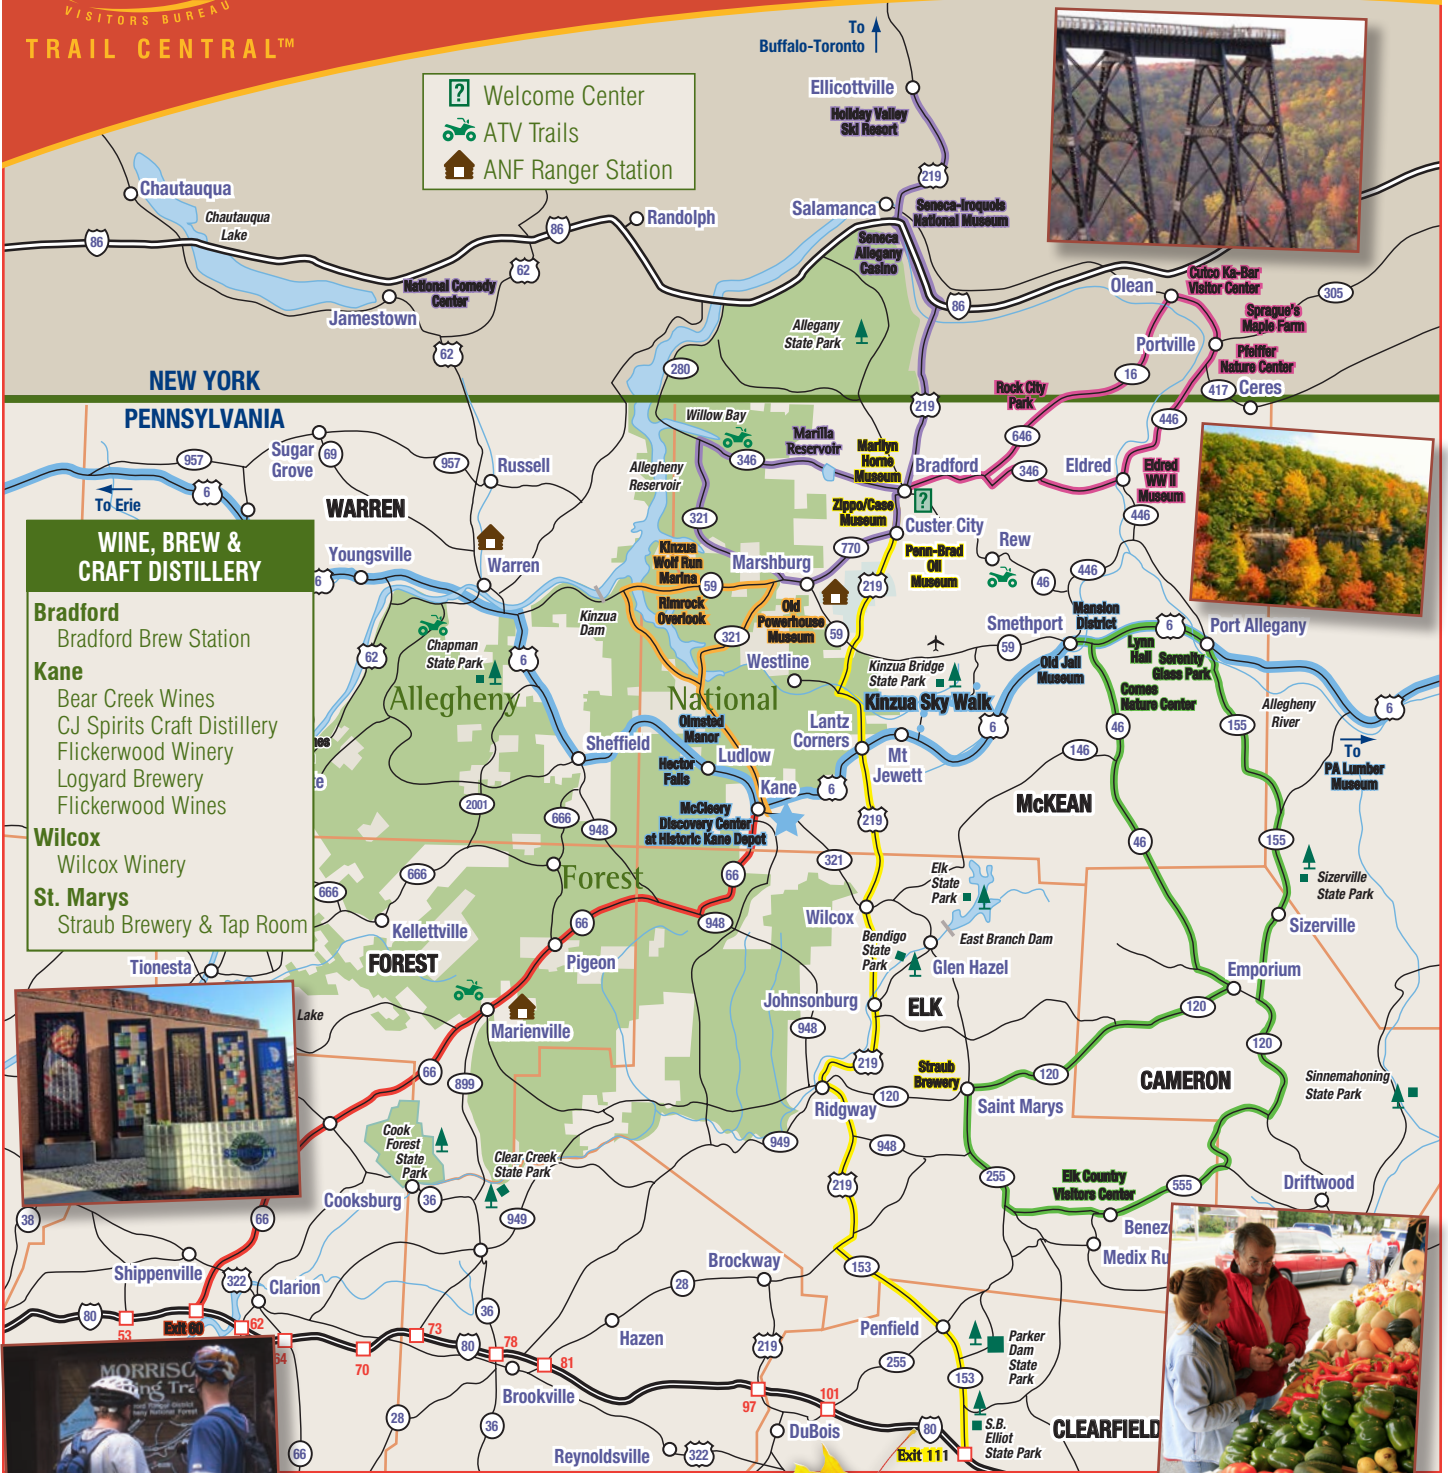 VISITORS BUREAU
TRAIL CENTRAL™
To
Buffalo-Toronto
Welcome Center
ATV Trails
ANF Ranger Station
Ellicottville
Holiday Valley
Ski Resort
219
Chautauqua
Chautauqua
Lake
86
Randolph
86
62
Salamanca
Seneca-Iroquois
National Museum
Seneca
Allegany
Casino
National Comedy
Center
Jamestown
62
86
Olean
Cutco Ka-Bar
Visitor Center
305
Sprague's
Maple Farm
Allegany
State Park
Portville
Pfeiffer
Nature Center
280
16
417
Ceres
NEW YORK
PENNSYLVANIA
Rock City
Park
219
446
Willow Bay
Marilla
Reservoir
Marilyn
Horne
Museum
646
346
Sugar
Grove
69
957
957
Russell
Allegheny
Reservoir
Bradford
346
Eldred
Eldred
WW II
Museum
6
To Erie
WARREN
Zippo/Case
Museum
321
Custer City
446
WINE, BREW &
CRAFT DISTILLERY
Bradford
Bradford Brew Station
Kane
Bear Creek Wines
CJ Spirits Craft Distillery
Flickerwood Winery
Logyard Brewery
Flickerwood Wines
Wilcox
Wilcox Winery
St. Marys
Straub Brewery & Tap Room
Youngsville
6
Warren
Kinzua
Wolf Run
Marina
Marshburg
770
Penn-Brad
Oil
Museum
Rew
46
446
59
219
Rimrock
Overlook
Old
Powerhouse
Museum
Kinzua
Dam
321
59
Smethport
Mansion
District
6
Port Allegany
Chapman
State Park
62
6
Westline
Kinzua Bridge
State Park
59
Old Jail
Museum
Lynn
Hall
Serenity
Glass Park
Allegheny
National
Kinzua Sky Walk
Comes
Nature Center
Allegheny
River
6
Olmsted
Manor
Lantz
Corners
6
46
155
Sheffield
Ludlow
Hector
Falls
Mt
Jewett
146
To
PA Lumber
Museum
Kane
6
2001
666
948
McCleery
Discovery Center
at Historic Kane Depot
McKEAN
219
46
155
321
Forest
66
666
666
Elk
State
Park
Sizerville
State Park
Kellettville
66
948
Wilcox
Sizerville
Bendigo
State
Park
East Branch Dam
Tionesta
FOREST
Pigeon
Glen Hazel
Emporium
Lake
Marienville
Johnsonburg
ELK
120
948
120
66
899
219
Straub
Brewery
120
CAMERON
Sinnemahoning
State Park
Ridgway
120
Saint Marys
Cook
Forest
State
Park
949
948
Clear Creek
State Park
Cooksburg
36
219
255
Elk Country
Visitors Center
555
Driftwood
38
66
949
Benez
Medix Ru
Shippenville
322
Clarion
Brockway
28
153
80
53
Exit 60
62
64
70
73
36
80
78
81
Hazen
219
Penfield
Parker
Dam
State
Park
255
153
Brookville
97
101
MORRISO
28
36
DuBois
80
S.B.
Elliot
State Park
CLEARFIELD
66
Reynoldsville
322
Exit 111